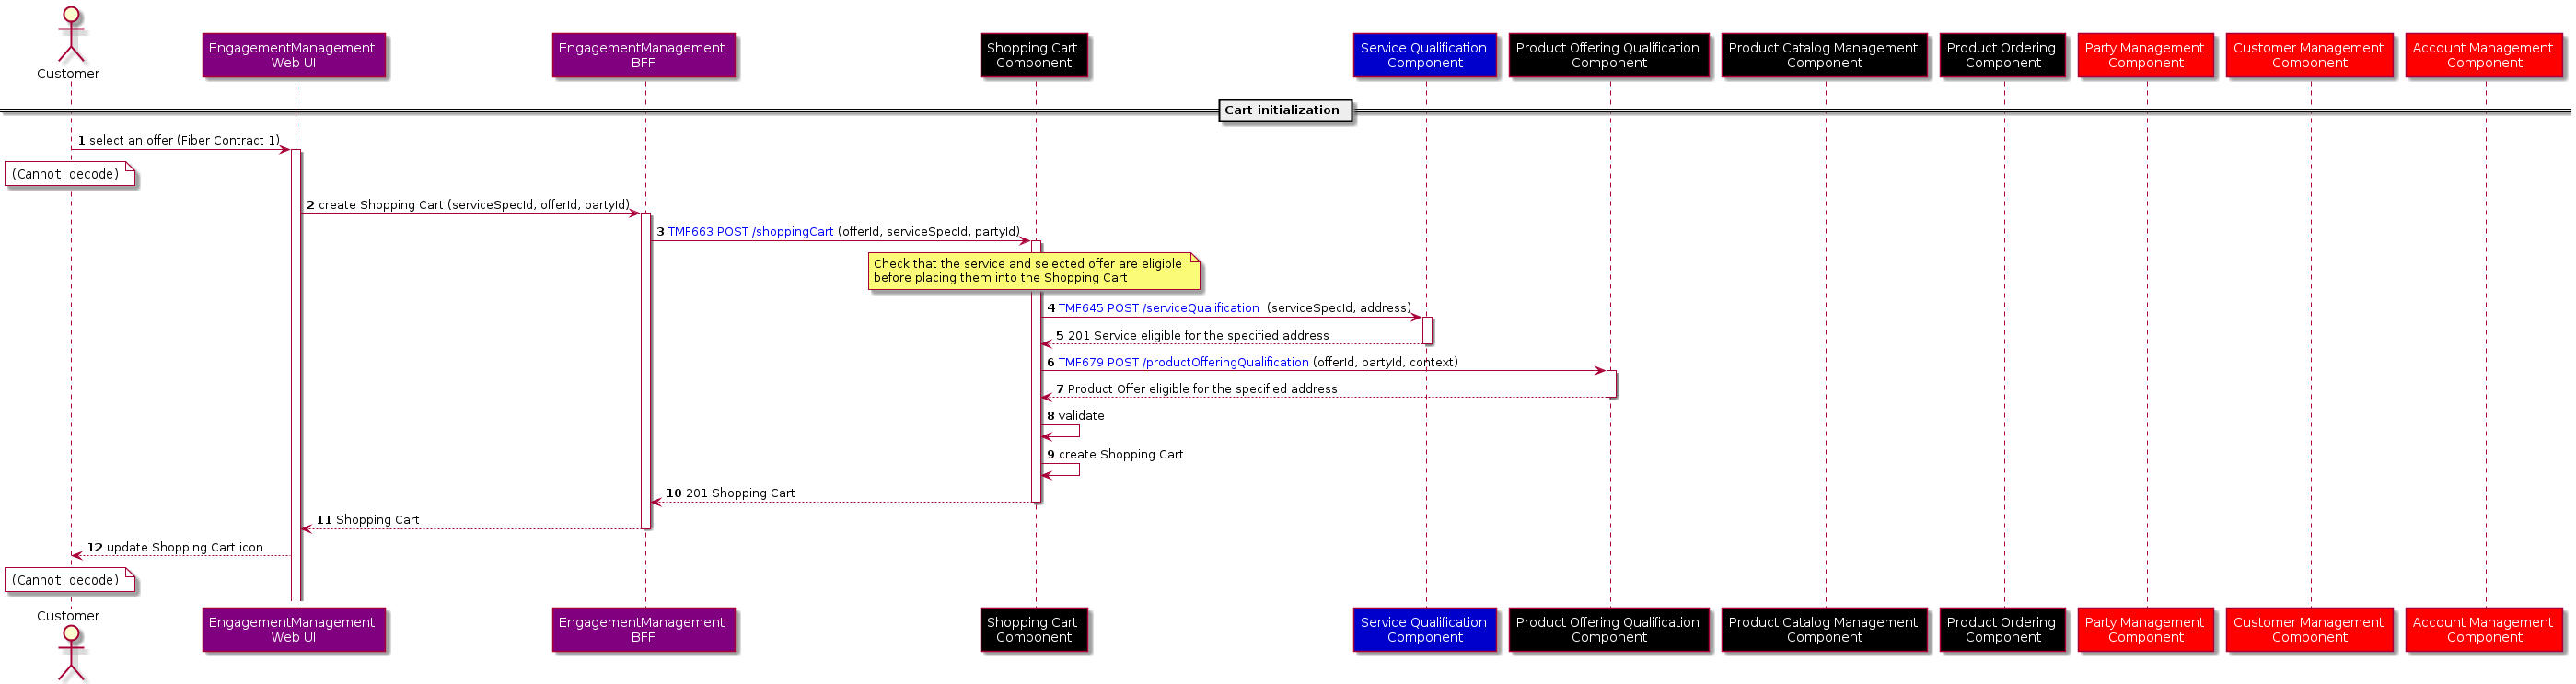 Customer
EngagementManagement
Web UI
EngagementManagement
BFF
Shopping Cart
Component
Service Qualification
Component
Product Offering Qualification
Component
Product Catalog Management
Component
Product Ordering
Component
Party Management
Component
Customer Management
Component
Account Management
Component
Cart initialization
1 select an offer (Fiber Contract 1)
(Cannot decode)
2 create Shopping Cart (serviceSpecId, offerId, partyId)
3 TMF663 POST /shoppingCart (offerId, serviceSpecId, partyId)
Check that the service and selected offer are eligible
before placing them into the Shopping Cart
4 TMF645 POST /serviceQualification (serviceSpecId, address)
5 201 Service eligible for the specified address
6 TMF679 POST /productOfferingQualification (offerId, partyId, context)
7 Product Offer eligible for the specified address
8 validate
9 create Shopping Cart
10 201 Shopping Cart
11 Shopping Cart
12 update Shopping Cart icon
(Cannot decode)
Customer
EngagementManagement
Web UI
EngagementManagement
BFF
Shopping Cart
Component
Service Qualification
Component
Product Offering Qualification
Component
Product Catalog Management
Component
Product Ordering
Component
Party Management
Component
Customer Management
Component
Account Management
Component